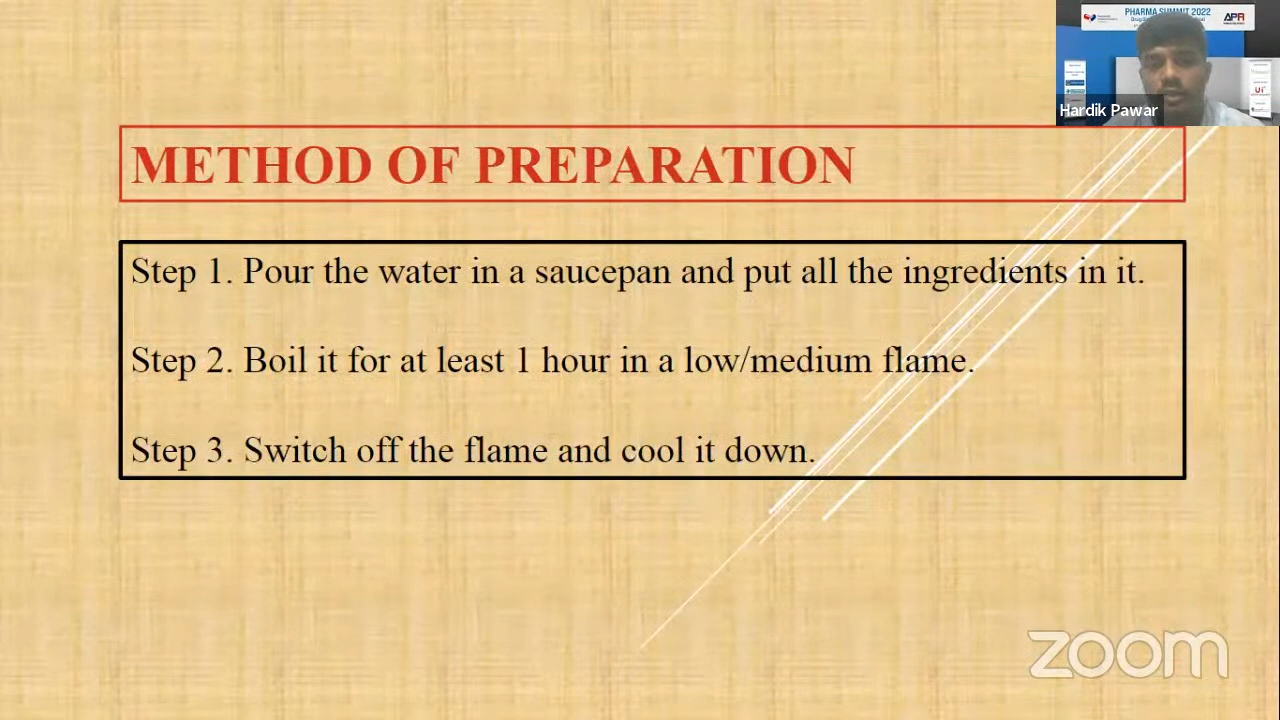 PHARMA SUMMIT 2022
APR
Hardik Pawar
METHOD OF PREPARATION
Step 1. Pour the water in a saucepan and put all the ingredients in it.
Step 2. Boil it for at least 1 hour in a low/medium flame.
Step 3. Switch off the flame and cool it down.
zoom